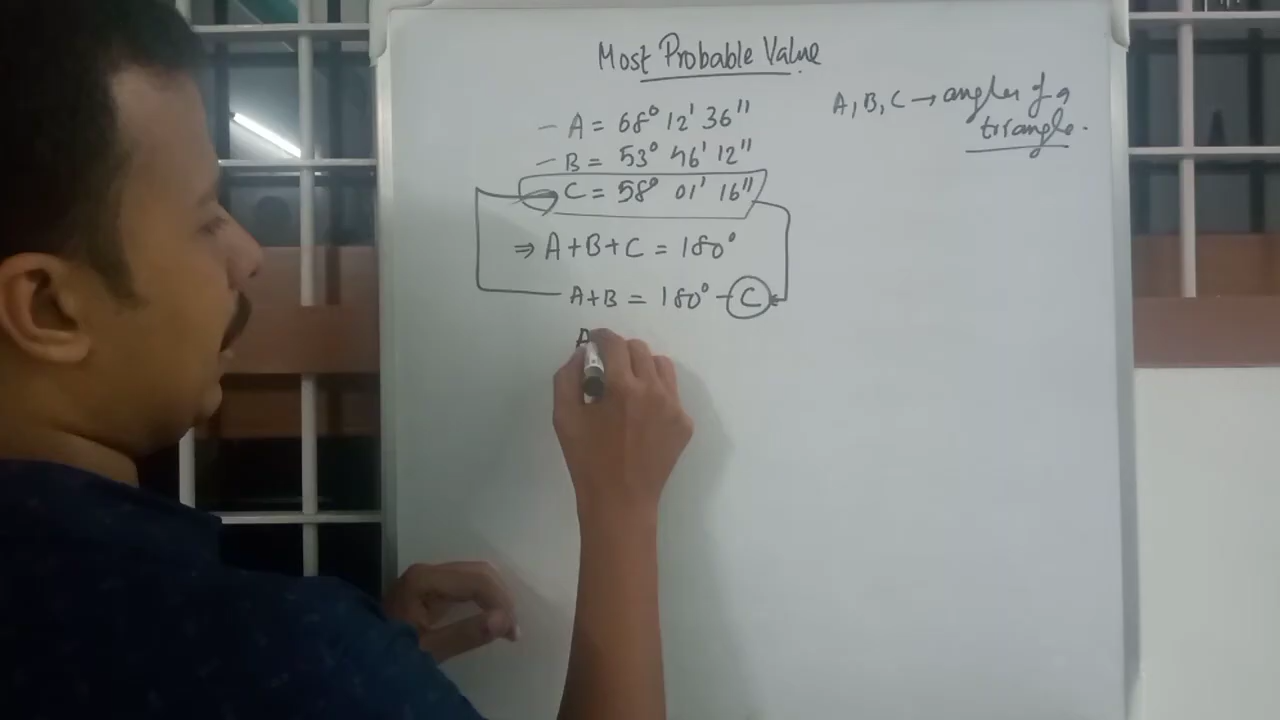 Most Probable Value
A, B, C → angles of a
triangle.
– A = 68° 12' 36"
– B = 53° 46' 12"
C = 58° 01' 16"
⇒ A+B+C = 180°
A+B = 180° – C
A